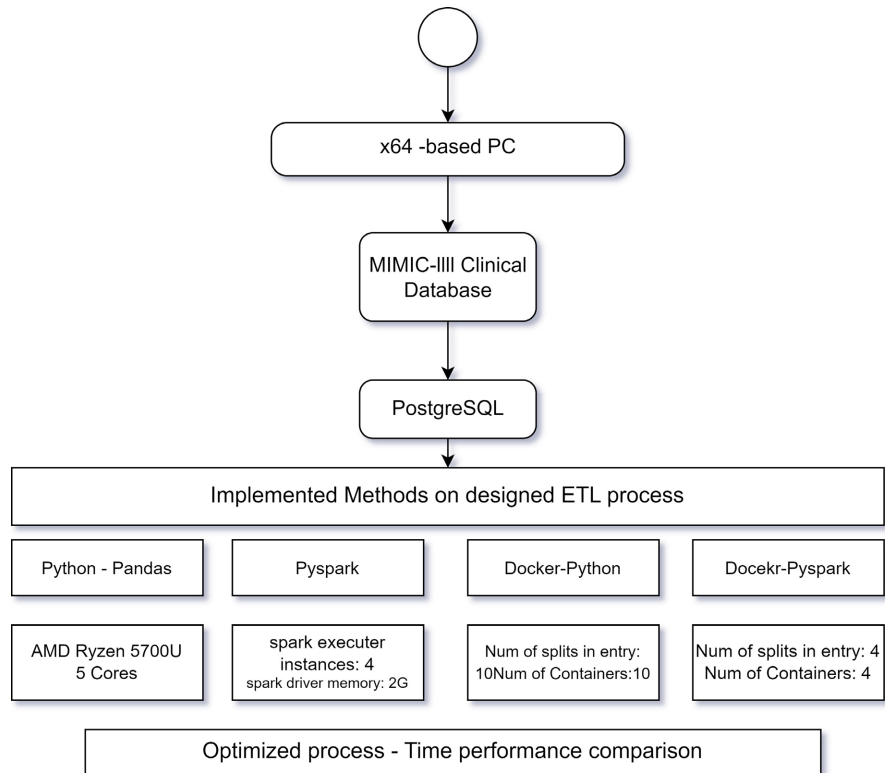 x64 -based PC
MIMIC-llll Clinical
Database
PostgreSQL
Implemented Methods on designed ETL process
Python - Pandas
Pyspark
Docker-Python
Docekr-Pyspark
AMD Ryzen 5700U
5 Cores
spark executer
instances: 4
spark driver memory: 2G
Num of splits in entry:
10Num of Containers:10
Num of splits in entry: 4
Num of Containers: 4
Optimized process - Time performance comparison